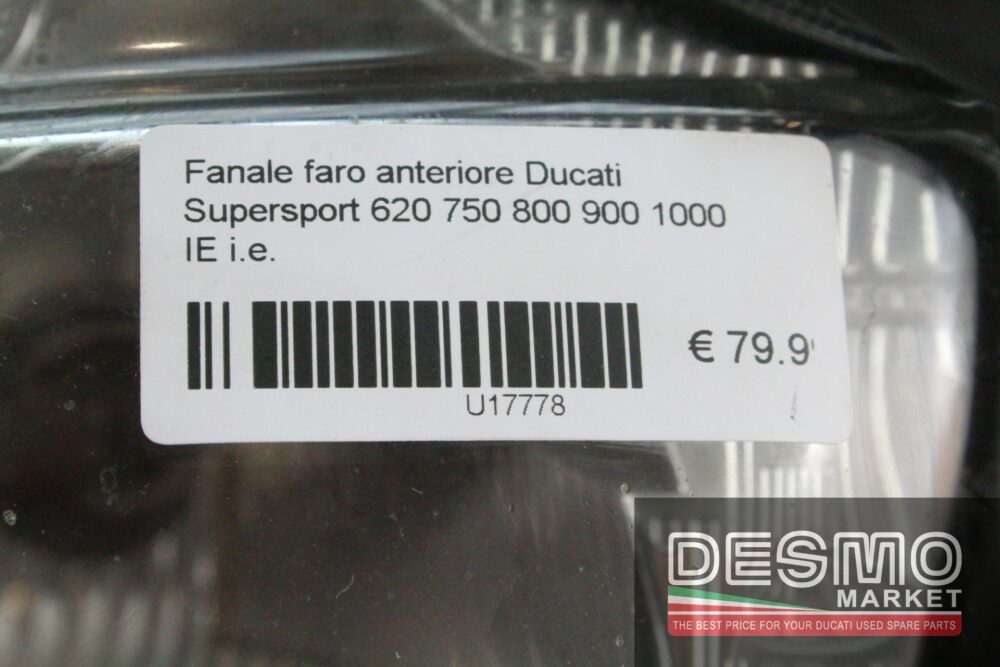 Fanale faro anteriore Ducati
Supersport 620 750 800 900 1000
IE i.e.
€ 79.9
U17778
DESMO
MARKET
THE BEST PRICE FOR YOUR DUCATI USED SPARE PARTS